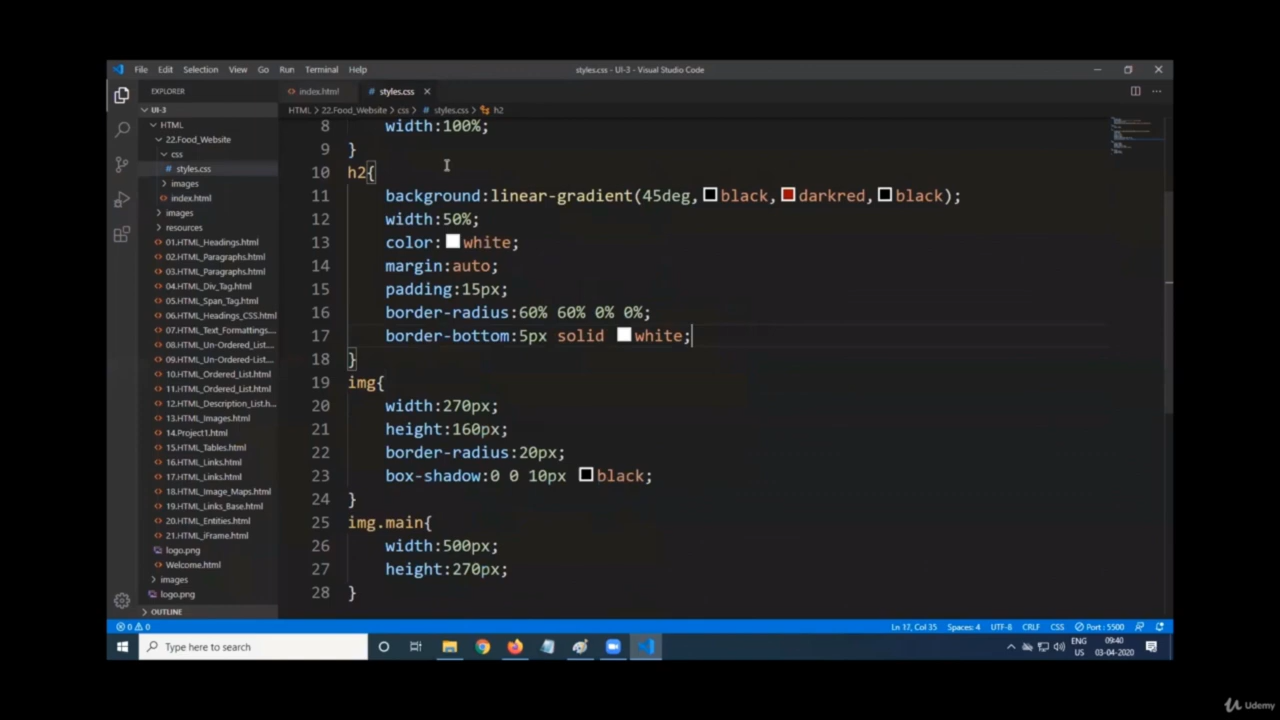 File Edit Selection View Go Run Terminal Help
styles.css - UI-3 - Visual Studio Code
EXPLORER
index.html
styles.css
UI-3
HTML > 22.Food_Website > css > # styles.css > h2
HTML
22.Food_Website
css
# styles.css
images
index.html
images
resources
01.HTML_Headings.html
02.HTML_Paragraphs.html
03.HTML_Paragraphs.html
04.HTML_Div_Tag.html
05.HTML_Span_Tag.html
06.HTML_Headings_CSS.html
07.HTML_Text_Formattings....
08.HTML_Un-Ordered_List....
09.HTML_Un-Ordered-List....
10.HTML_Ordered_List.html
11.HTML_Ordered_List.html
12.HTML_Description_List.h...
13.HTML_Images.html
14.Project1.html
15.HTML_Tables.html
16.HTML_Links.html
17.HTML_Links.html
18.HTML_Image_Maps.html
19.HTML_Links_Base.html
20.HTML_Entities.html
21.HTML_iFrame.html
logo.png
Welcome.html
images
logo.png
OUTLINE
8 width:100%;
9 }
10 h2{
11 background:linear-gradient(45deg,black,darkred,black);
12 width:50%;
13 color:white;
14 margin:auto;
15 padding:15px;
16 border-radius:60% 60% 0% 0%;
17 border-bottom:5px solid white;
18 }
19 img{
20 width:270px;
21 height:160px;
22 border-radius:20px;
23 box-shadow:0 0 10px black;
24 }
25 img.main{
26 width:500px;
27 height:270px;
28 }
0 0
Ln 17, Col 35 Spaces: 4 UTF-8 CRLF CSS Port : 5500
Type here to search
ENG
US
09:40
03-04-2020
Udemy